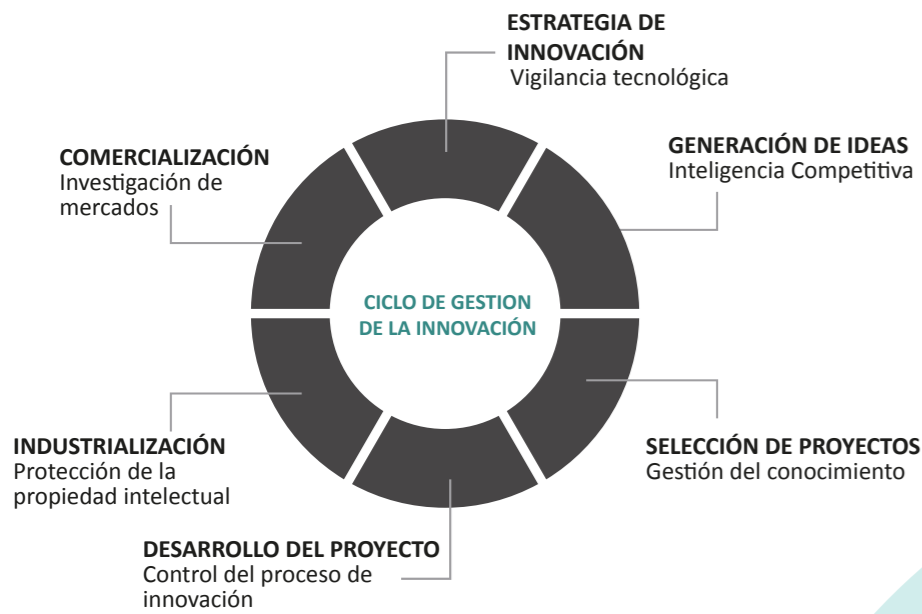 ESTRATEGIA DE
INNOVACIÓN
Vigilancia tecnológica
GENERACIÓN DE IDEAS
Inteligencia Competitiva
SELECCIÓN DE PROYECTOS
Gestión del conocimiento
DESARROLLO DEL PROYECTO
Control del proceso de
innovación
INDUSTRIALIZACIÓN
Protección de la
propiedad intelectual
COMERCIALIZACIÓN
Investigación de
mercados
CICLO DE GESTION
DE LA INNOVACIÓN